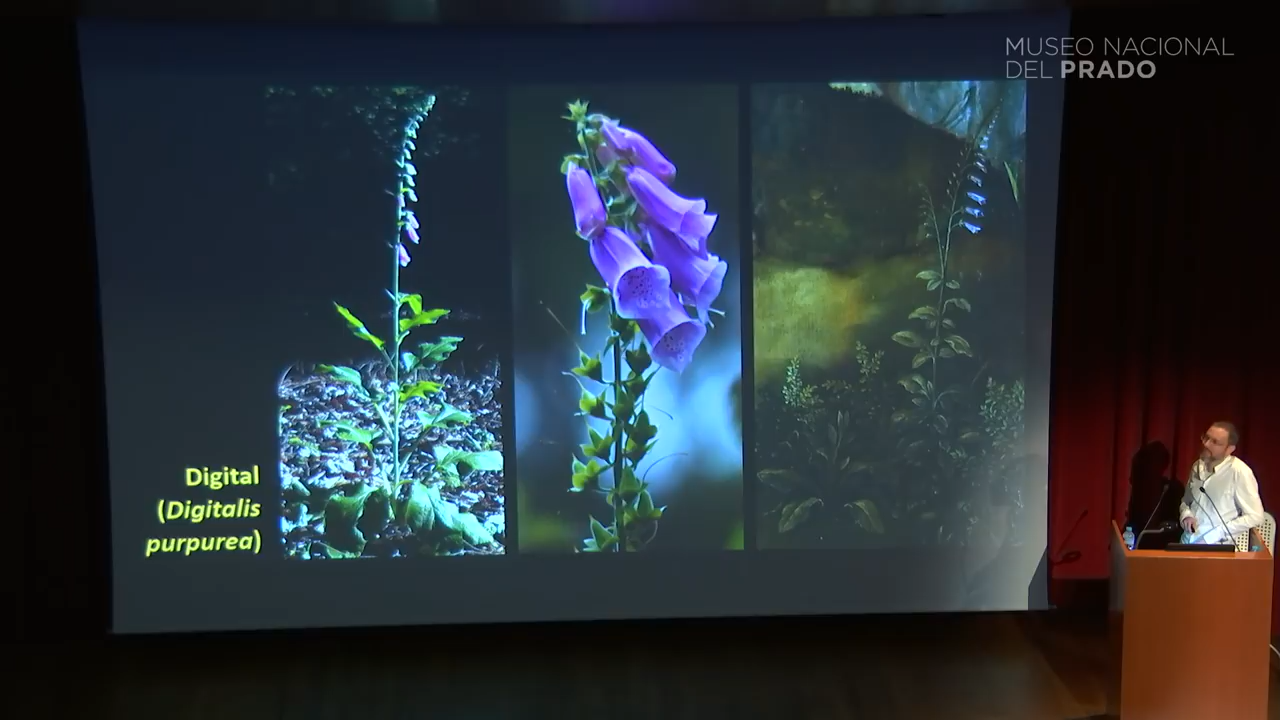 MUSEO NACIONAL
DEL PRADO
Digital
(Digitalis
purpurea)